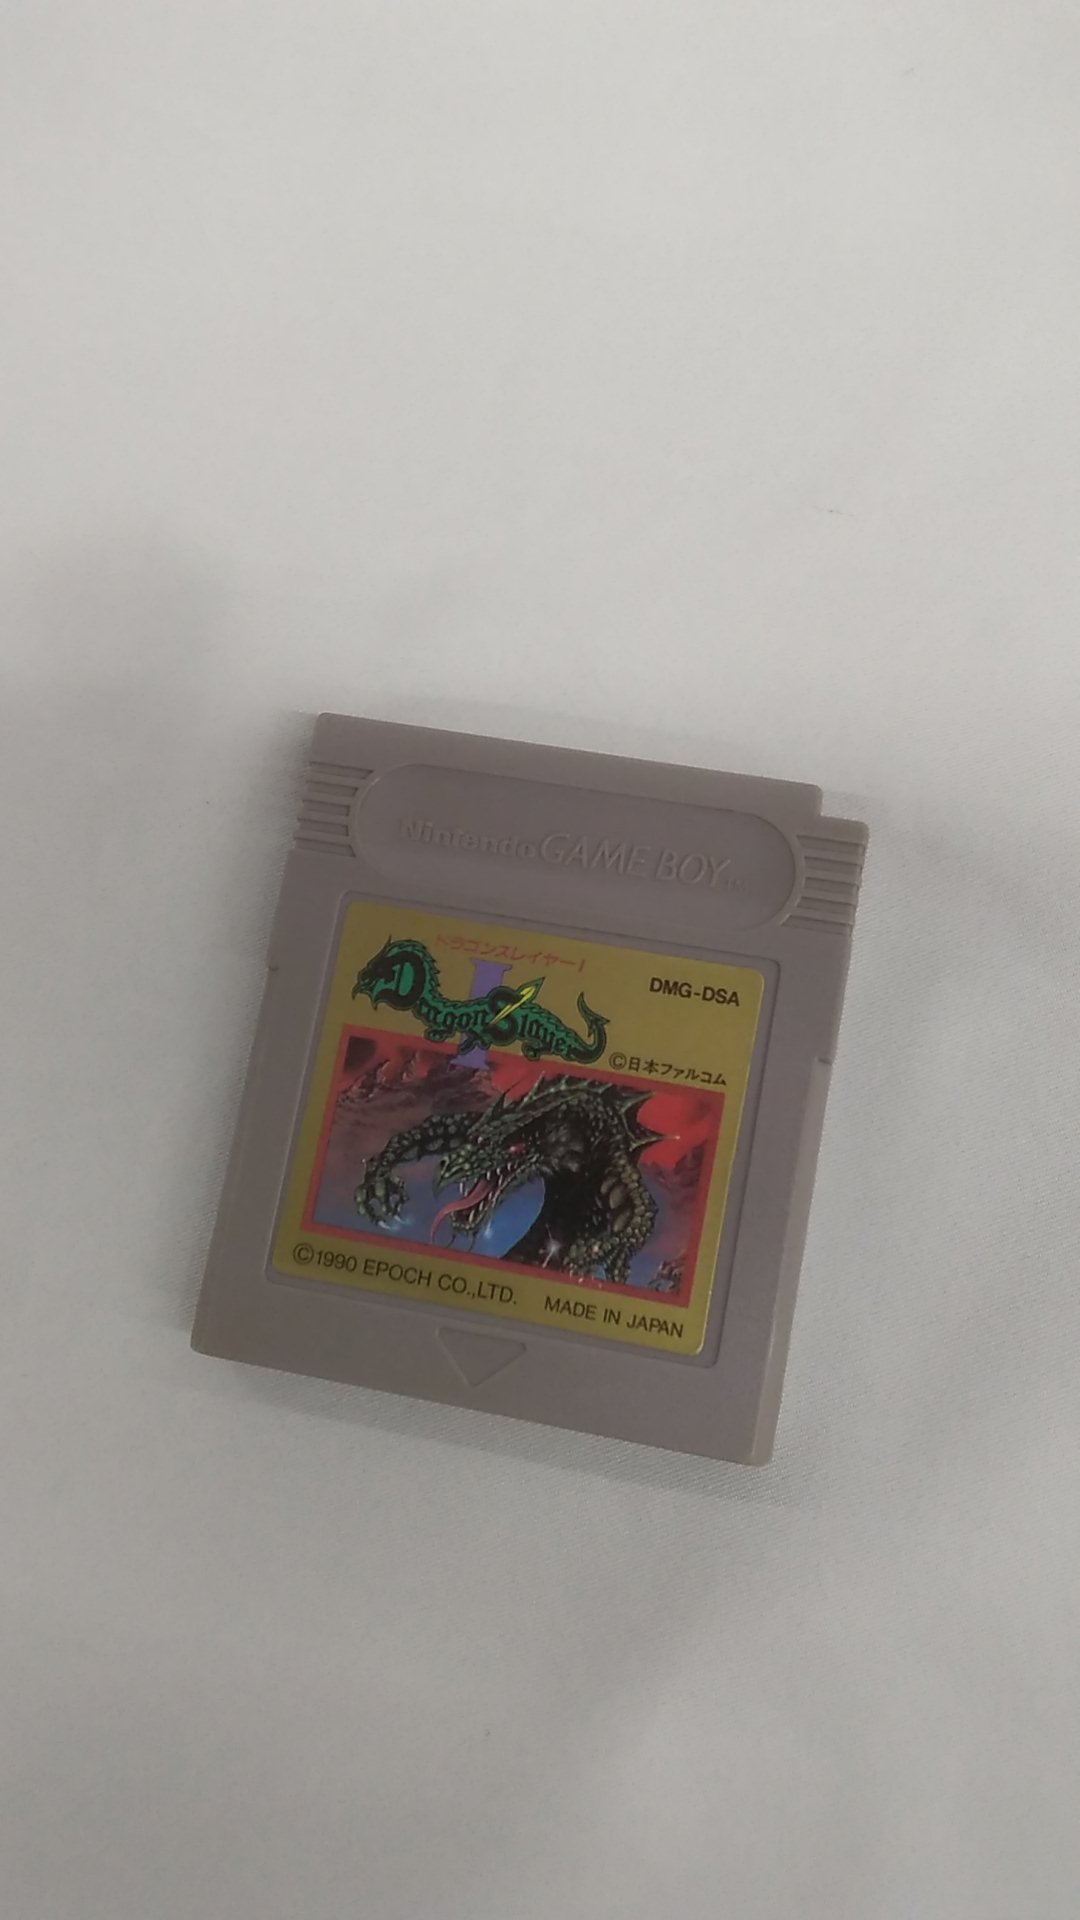 Nintendo GAME BOY™
ドラゴンスレイヤーI
I
Dragon Slayer
DMG-DSA
©日本ファルコム
©1990 EPOCH CO.,LTD. MADE IN JAPAN